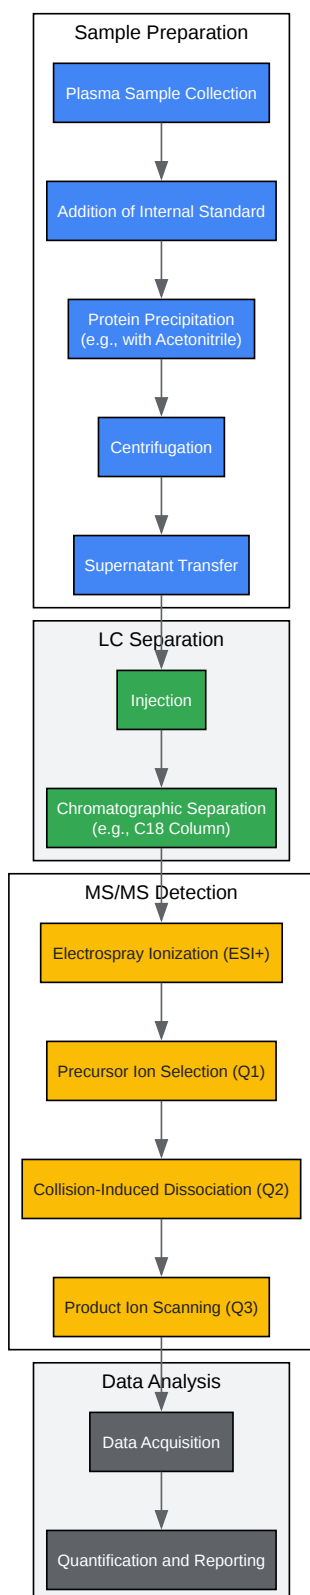 Sample Preparation
Plasma Sample Collection
Addition of Internal Standard
Protein Precipitation
(e.g., with Acetonitrile)
Centrifugation
Supernatant Transfer
LC Separation
Injection
Chromatographic Separation
(e.g., C18 Column)
MS/MS Detection
Electrospray Ionization (ESI+)
Precursor Ion Selection (Q1)
Collision-Induced Dissociation (Q2)
Product Ion Scanning (Q3)
Data Analysis
Data Acquisition
Quantification and Reporting